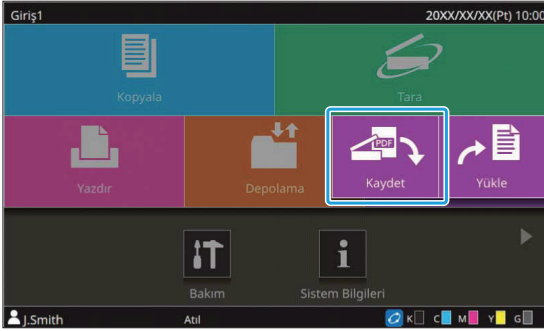 Giriş1 20XX/XX/XX(Pt) 10:00
Kopyala Tara
PDF
Yazdır Depolama Kaydet Yükle
Bakım Sistem Bilgileri
J.Smith Atıl K C M Y G